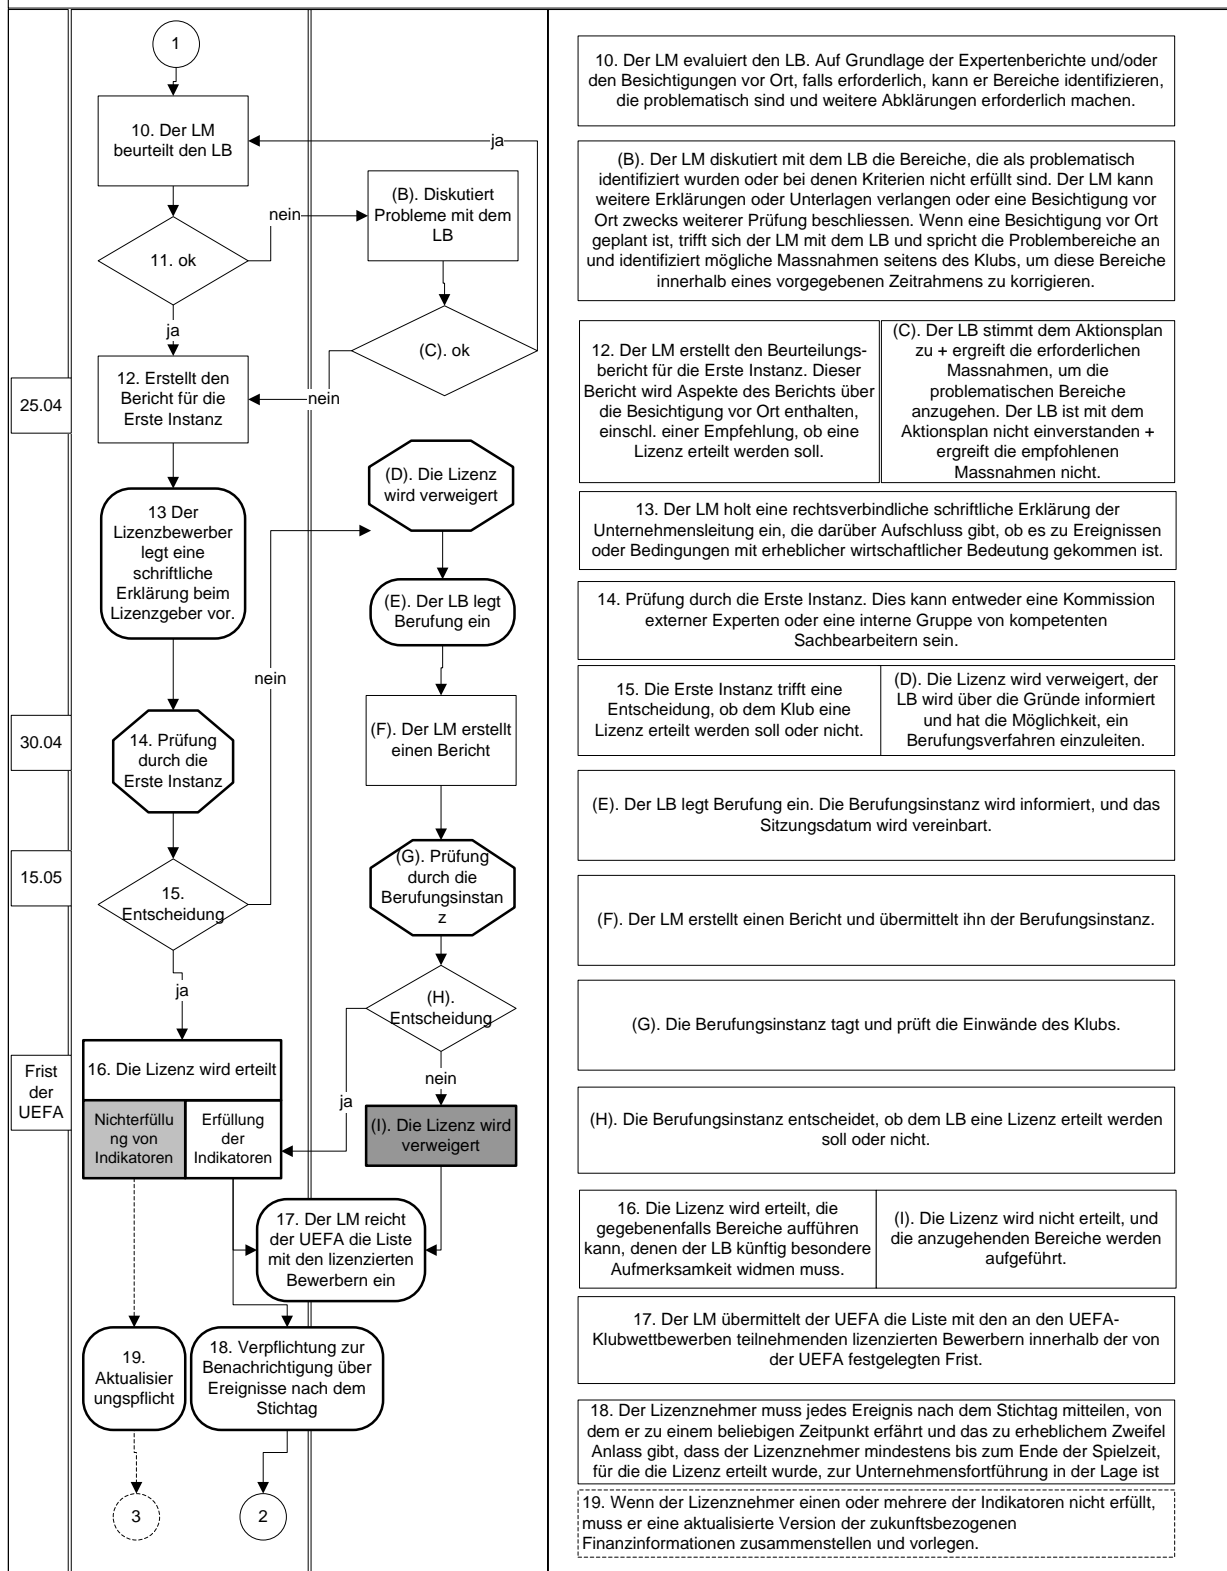 1
10. Der LM
beurteilt den LB
ja
11. ok
nein
(B). Diskutiert
Probleme mit dem
LB
(C). ok
ja
nein
25.04
12. Erstellt den
Bericht für die
Erste Instanz
13 Der
Lizenzbewerber
legt eine
schriftliche
Erklärung beim
Lizenzgeber vor.
(D). Die Lizenz
wird verweigert
(E). Der LB legt
Berufung ein
nein
30.04
14. Prüfung
durch die
Erste Instanz
(F). Der LM erstellt
einen Bericht
15.05
15.
Entscheidung
(G). Prüfung
durch die
Berufungsinstan
z
ja
(H).
Entscheidung
Frist
der
UEFA
16. Die Lizenz wird erteilt
Nichterfüllu
ng von
Indikatoren
Erfüllung
der
Indikatoren
ja
nein
(I). Die Lizenz wird
verweigert
17. Der LM reicht
der UEFA die Liste
mit den lizenzierten
Bewerbern ein
19.
Aktualisier
ungspflicht
18. Verpflichtung zur
Benachrichtigung über
Ereignisse nach dem
Stichtag
3
2
10. Der LM evaluiert den LB. Auf Grundlage der Expertenberichte und/oder
den Besichtigungen vor Ort, falls erforderlich, kann er Bereiche identifizieren,
die problematisch sind und weitere Abklärungen erforderlich machen.
(B). Der LM diskutiert mit dem LB die Bereiche, die als problematisch
identifiziert wurden oder bei denen Kriterien nicht erfüllt sind. Der LM kann
weitere Erklärungen oder Unterlagen verlangen oder eine Besichtigung vor
Ort zwecks weiterer Prüfung beschliessen. Wenn eine Besichtigung vor Ort
geplant ist, trifft sich der LM mit dem LB und spricht die Problembereiche an
und identifiziert mögliche Massnahmen seitens des Klubs, um diese Bereiche
innerhalb eines vorgegebenen Zeitrahmens zu korrigieren.
12. Der LM erstellt den Beurteilungs-
bericht für die Erste Instanz. Dieser
Bericht wird Aspekte des Berichts über
die Besichtigung vor Ort enthalten,
einschl. einer Empfehlung, ob eine
Lizenz erteilt werden soll.
(C). Der LB stimmt dem Aktionsplan
zu + ergreift die erforderlichen
Massnahmen, um die
problematischen Bereiche
anzugehen. Der LB ist mit dem
Aktionsplan nicht einverstanden +
ergreift die empfohlenen
Massnahmen nicht.
13. Der LM holt eine rechtsverbindliche schriftliche Erklärung der
Unternehmensleitung ein, die darüber Aufschluss gibt, ob es zu Ereignissen
oder Bedingungen mit erheblicher wirtschaftlicher Bedeutung gekommen ist.
14. Prüfung durch die Erste Instanz. Dies kann entweder eine Kommission
externer Experten oder eine interne Gruppe von kompetenten
Sachbearbeitern sein.
15. Die Erste Instanz trifft eine
Entscheidung, ob dem Klub eine
Lizenz erteilt werden soll oder nicht.
(D). Die Lizenz wird verweigert, der
LB wird über die Gründe informiert
und hat die Möglichkeit, ein
Berufungsverfahren einzuleiten.
(E). Der LB legt Berufung ein. Die Berufungsinstanz wird informiert, und das
Sitzungsdatum wird vereinbart.
(F). Der LM erstellt einen Bericht und übermittelt ihn der Berufungsinstanz.
(G). Die Berufungsinstanz tagt und prüft die Einwände des Klubs.
(H). Die Berufungsinstanz entscheidet, ob dem LB eine Lizenz erteilt werden
soll oder nicht.
16. Die Lizenz wird erteilt, die
gegebenenfalls Bereiche aufführen
kann, denen der LB künftig besondere
Aufmerksamkeit widmen muss.
(I). Die Lizenz wird nicht erteilt, und
die anzugehenden Bereiche werden
aufgeführt.
17. Der LM übermittelt der UEFA die Liste mit den an den UEFA-
Klubwettbewerben teilnehmenden lizenzierten Bewerbern innerhalb der von
der UEFA festgelegten Frist.
18. Der Lizenznehmer muss jedes Ereignis nach dem Stichtag mitteilen, von
dem er zu einem beliebigen Zeitpunkt erfährt und das zu erheblichem Zweifel
Anlass gibt, dass der Lizenznehmer mindestens bis zum Ende der Spielzeit,
für die die Lizenz erteilt wurde, zur Unternehmensfortführung in der Lage ist
19. Wenn der Lizenznehmer einen oder mehrere der Indikatoren nicht erfüllt,
muss er eine aktualisierte Version der zukunftsbezogenen
Finanzinformationen zusammenstellen und vorlegen.